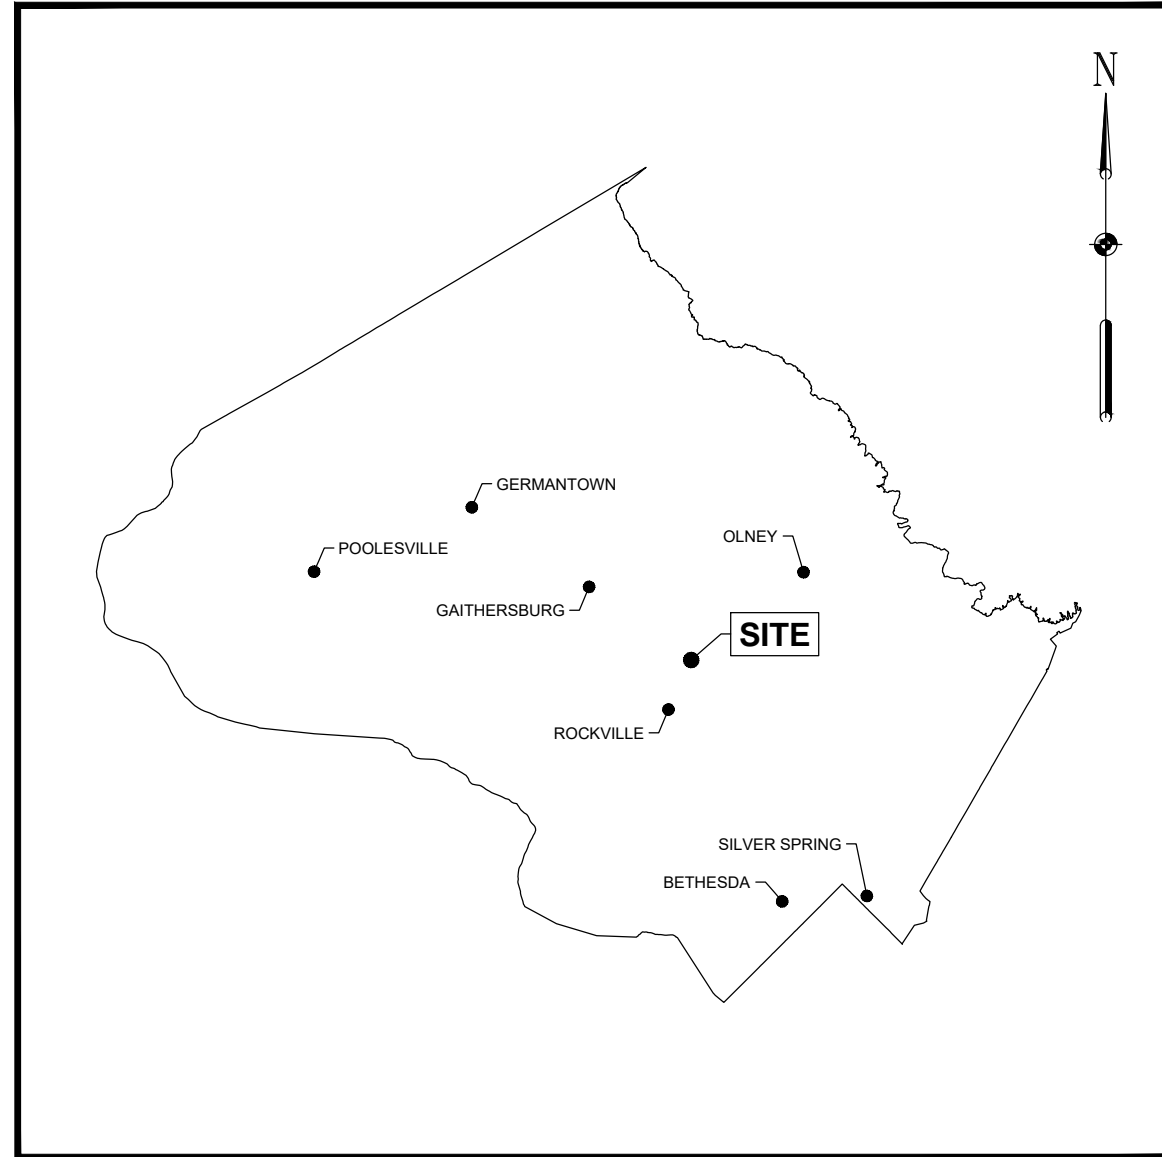 N
GERMANTOWN
OLNEY
POOLESVILLE
GAITHERSBURG
SITE
ROCKVILLE
SILVER SPRING
BETHESDA